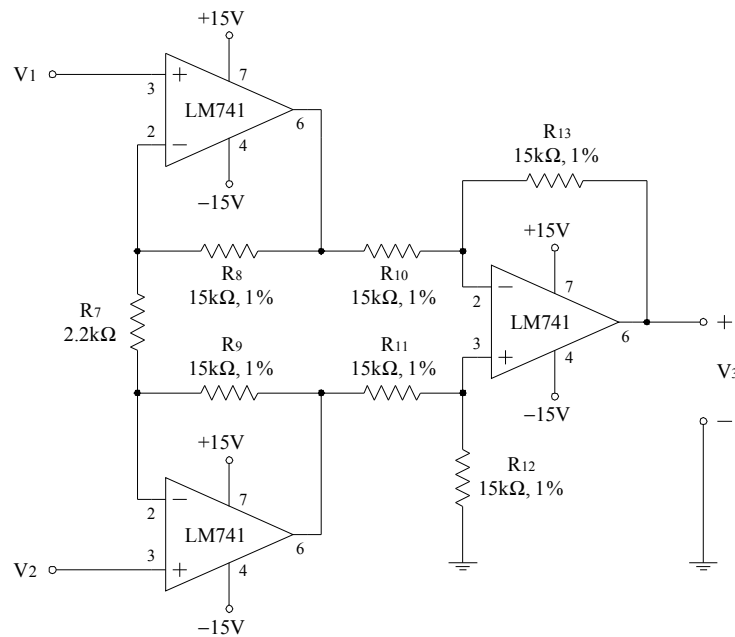 +15V
V1
3
+
7
LM741
6
2
−
4
−15V
R13
15kΩ, 1%
R8
15kΩ, 1%
R10
15kΩ, 1%
+15V
7
2
−
LM741
6
3
+
4
−15V
+
V3
−
R7
2.2kΩ
R9
15kΩ, 1%
R11
15kΩ, 1%
R12
15kΩ, 1%
+15V
7
2
−
LM741
6
V2
3
+
4
−15V